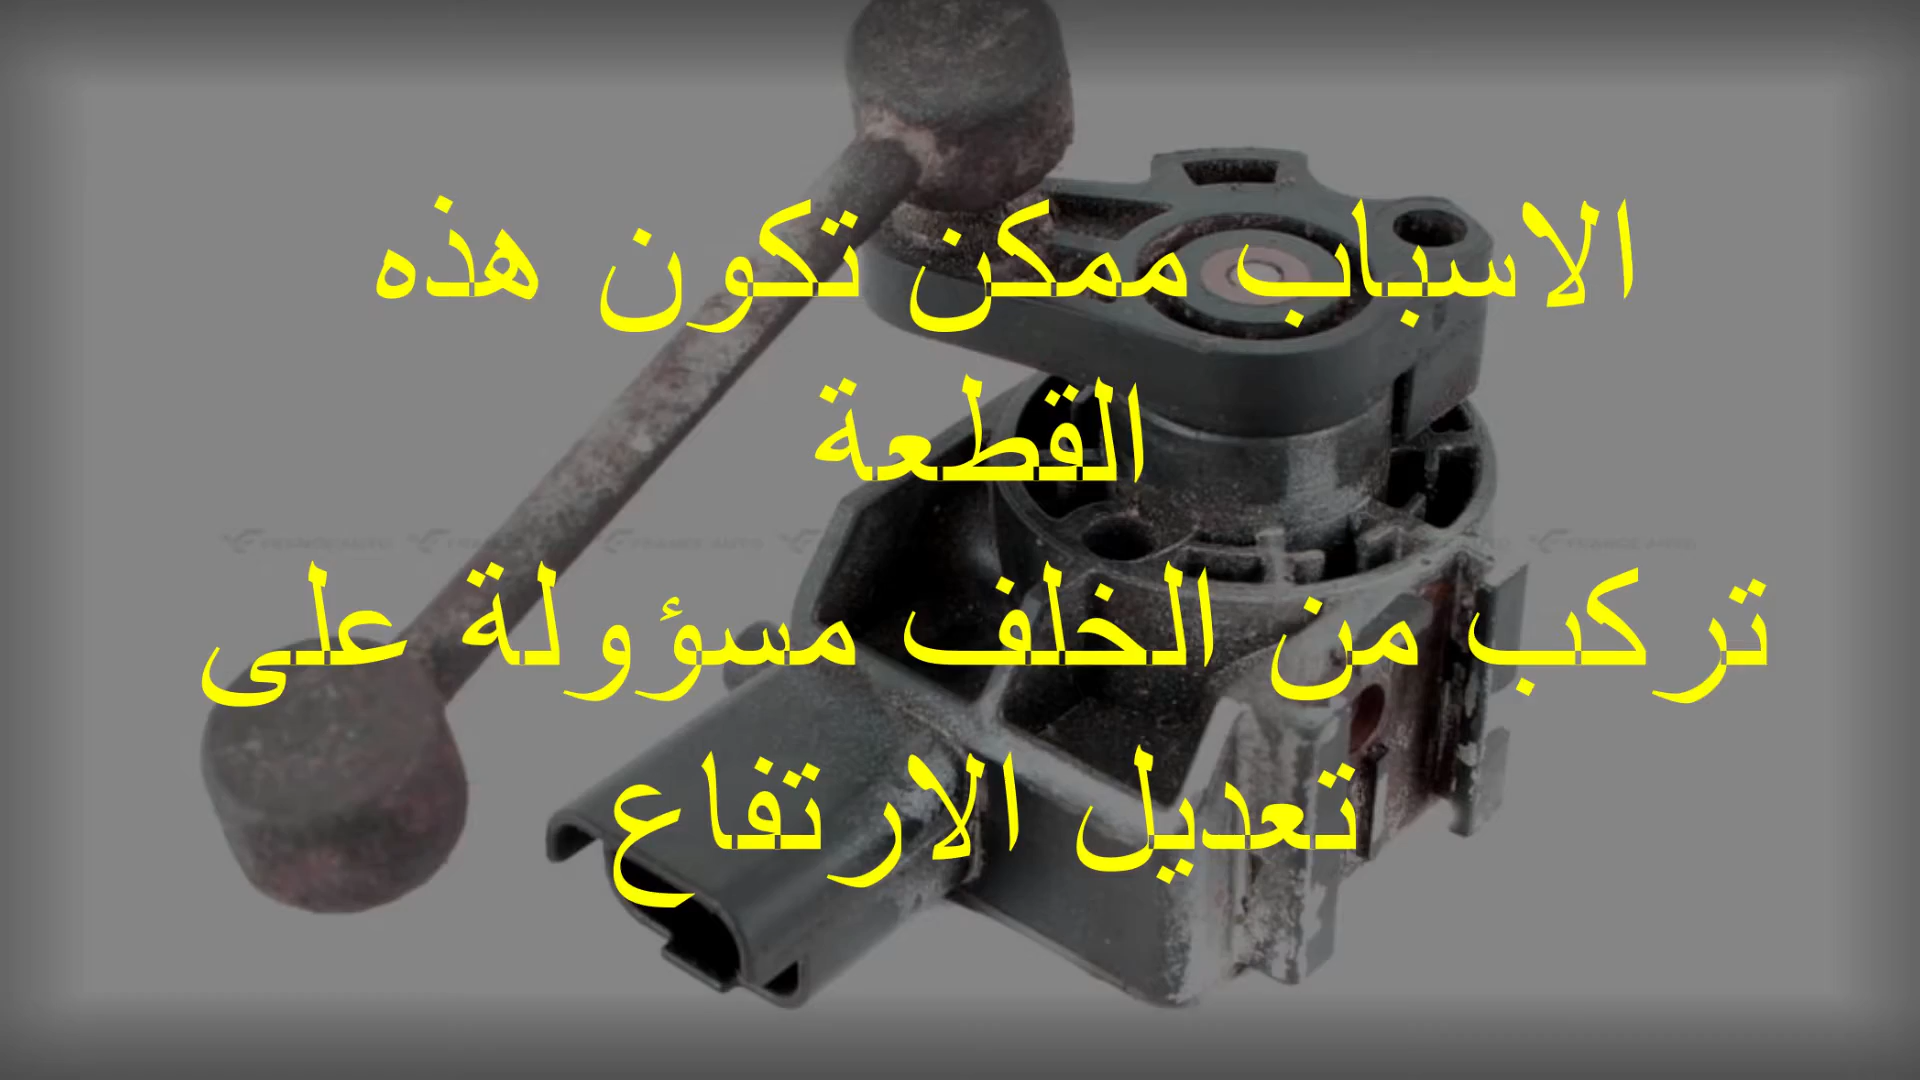 الاسباب ممكن تكون هذه
القطعة
تركب من الخلف مسؤولة على
تعديل الارتفاع